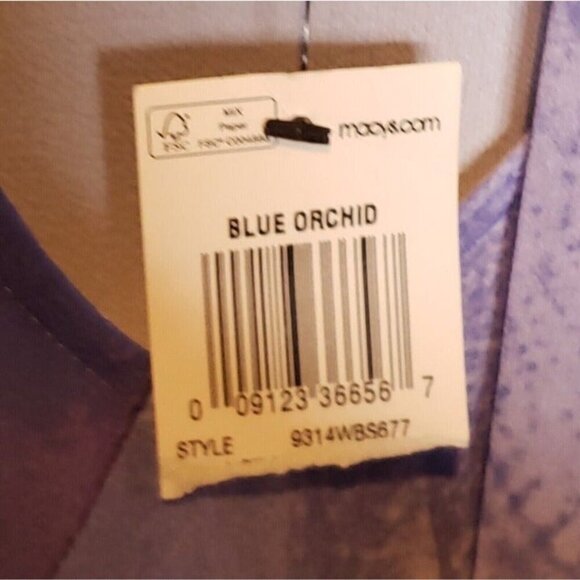 MIX
Paper
FSC
macys.com
BLUE ORCHID
0 09123 36656 7
STYLE 9314WBS677